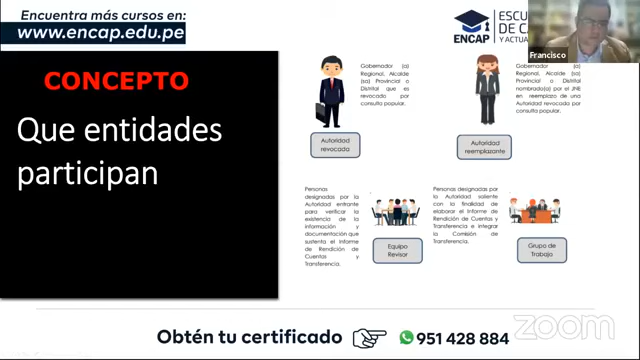 Encuentra más cursos en:
www.encap.edu.pe
ENCAP
ESCUE
DE CA
Y ACTUA
Francisco
CONCEPTO
Que entidades
participan
Gobernador (a)
Regional, Alcalde (sa)
Provincial o Distrital
que es revocado por
consulta popular.
Autoridad
revocada
Gobernador (a)
Regional, Alcalde (sa)
Provincial o Distrital
nombrado(a) por el JNE
en reemplazo de una
Autoridad revocada por
consulta popular.
Autoridad
reemplazante
Personas
designadas por la
Autoridad entrante
para verificar la
existencia de la
información y
documentación que
sustenta el Informe
de Rendición de
Cuentas y
Transferencia.
Equipo
Revisor
Personas designadas por
la Autoridad saliente
con la finalidad de
elaborar el Informe de
Rendición de Cuentas y
Transferencia e integrar
la Comisión de
Transferencia.
Grupo de
Trabajo
Obtén tu certificado
951 428 884
zoom